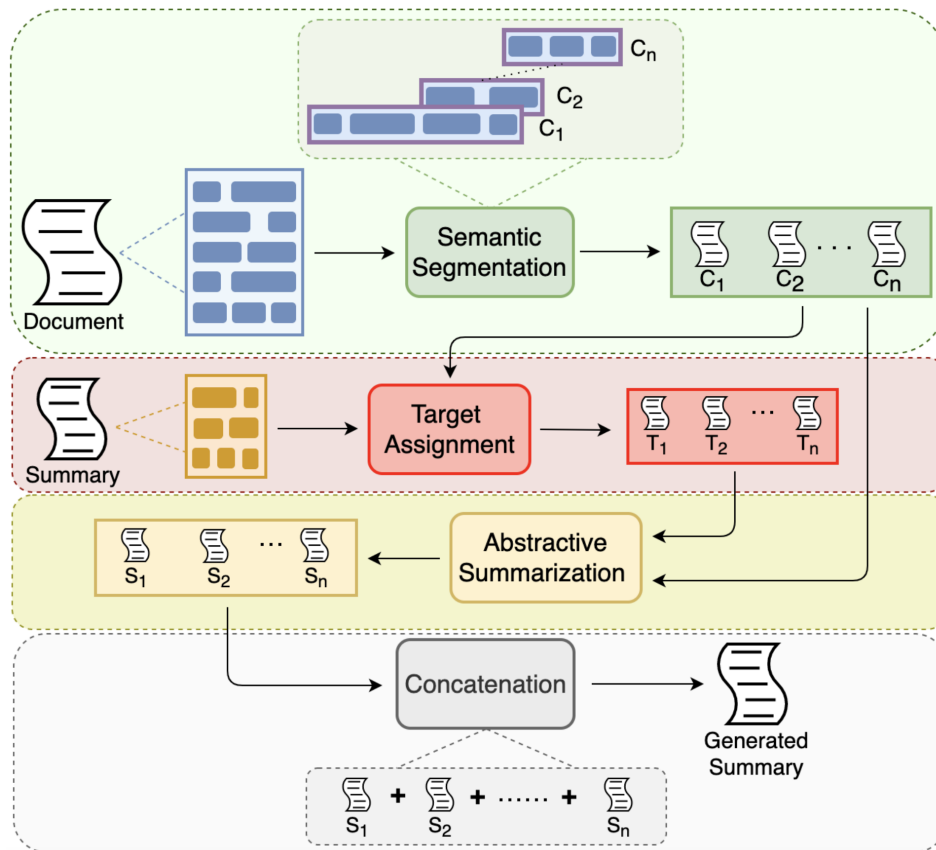 Cₙ
C₂
C₁
Semantic
Segmentation
C₁ C₂ ... Cₙ
Document
Target
Assignment
T₁ T₂ ... Tₙ
Summary
S₁ S₂ ... Sₙ
Abstractive
Summarization
Concatenation
Generated
Summary
S₁ + S₂ + ...... + Sₙ